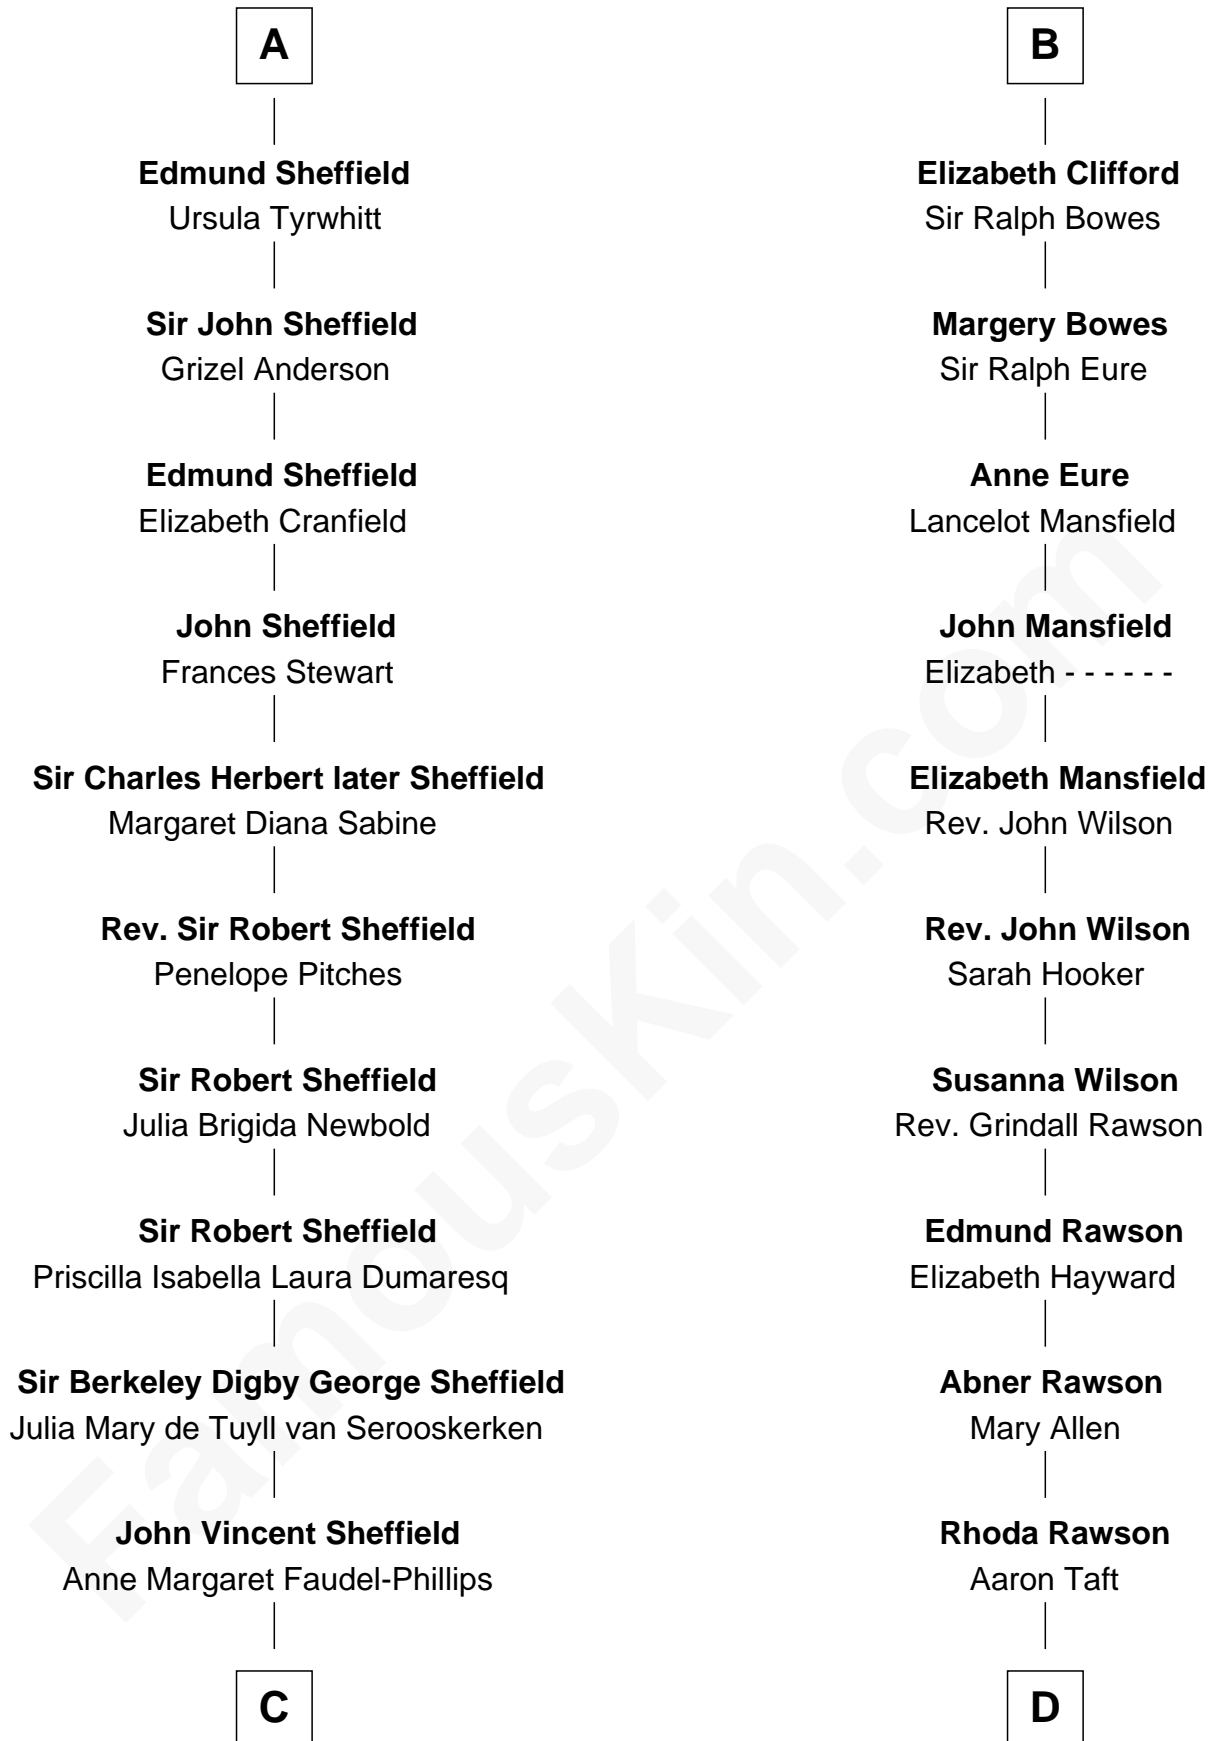 A
Edmund Sheffield
Ursula Tyrwhitt
Sir John Sheffield
Grizel Anderson
Edmund Sheffield
Elizabeth Cranfield
John Sheffield
Frances Stewart
Sir Charles Herbert later Sheffield
Margaret Diana Sabine
Rev. Sir Robert Sheffield
Penelope Pitches
Sir Robert Sheffield
Julia Brigida Newbold
Sir Robert Sheffield
Priscilla Isabella Laura Dumaresq
Sir Berkeley Digby George Sheffield
Julia Mary de Tuyll van Serooskerken
John Vincent Sheffield
Anne Margaret Faudel-Phillips
C
B
Elizabeth Clifford
Sir Ralph Bowes
Margery Bowes
Sir Ralph Eure
Anne Eure
Lancelot Mansfield
John Mansfield
Elizabeth - - - - - -
Elizabeth Mansfield
Rev. John Wilson
Rev. John Wilson
Sarah Hooker
Susanna Wilson
Rev. Grindall Rawson
Edmund Rawson
Elizabeth Hayward
Abner Rawson
Mary Allen
Rhoda Rawson
Aaron Taft
D
FamousKin.com